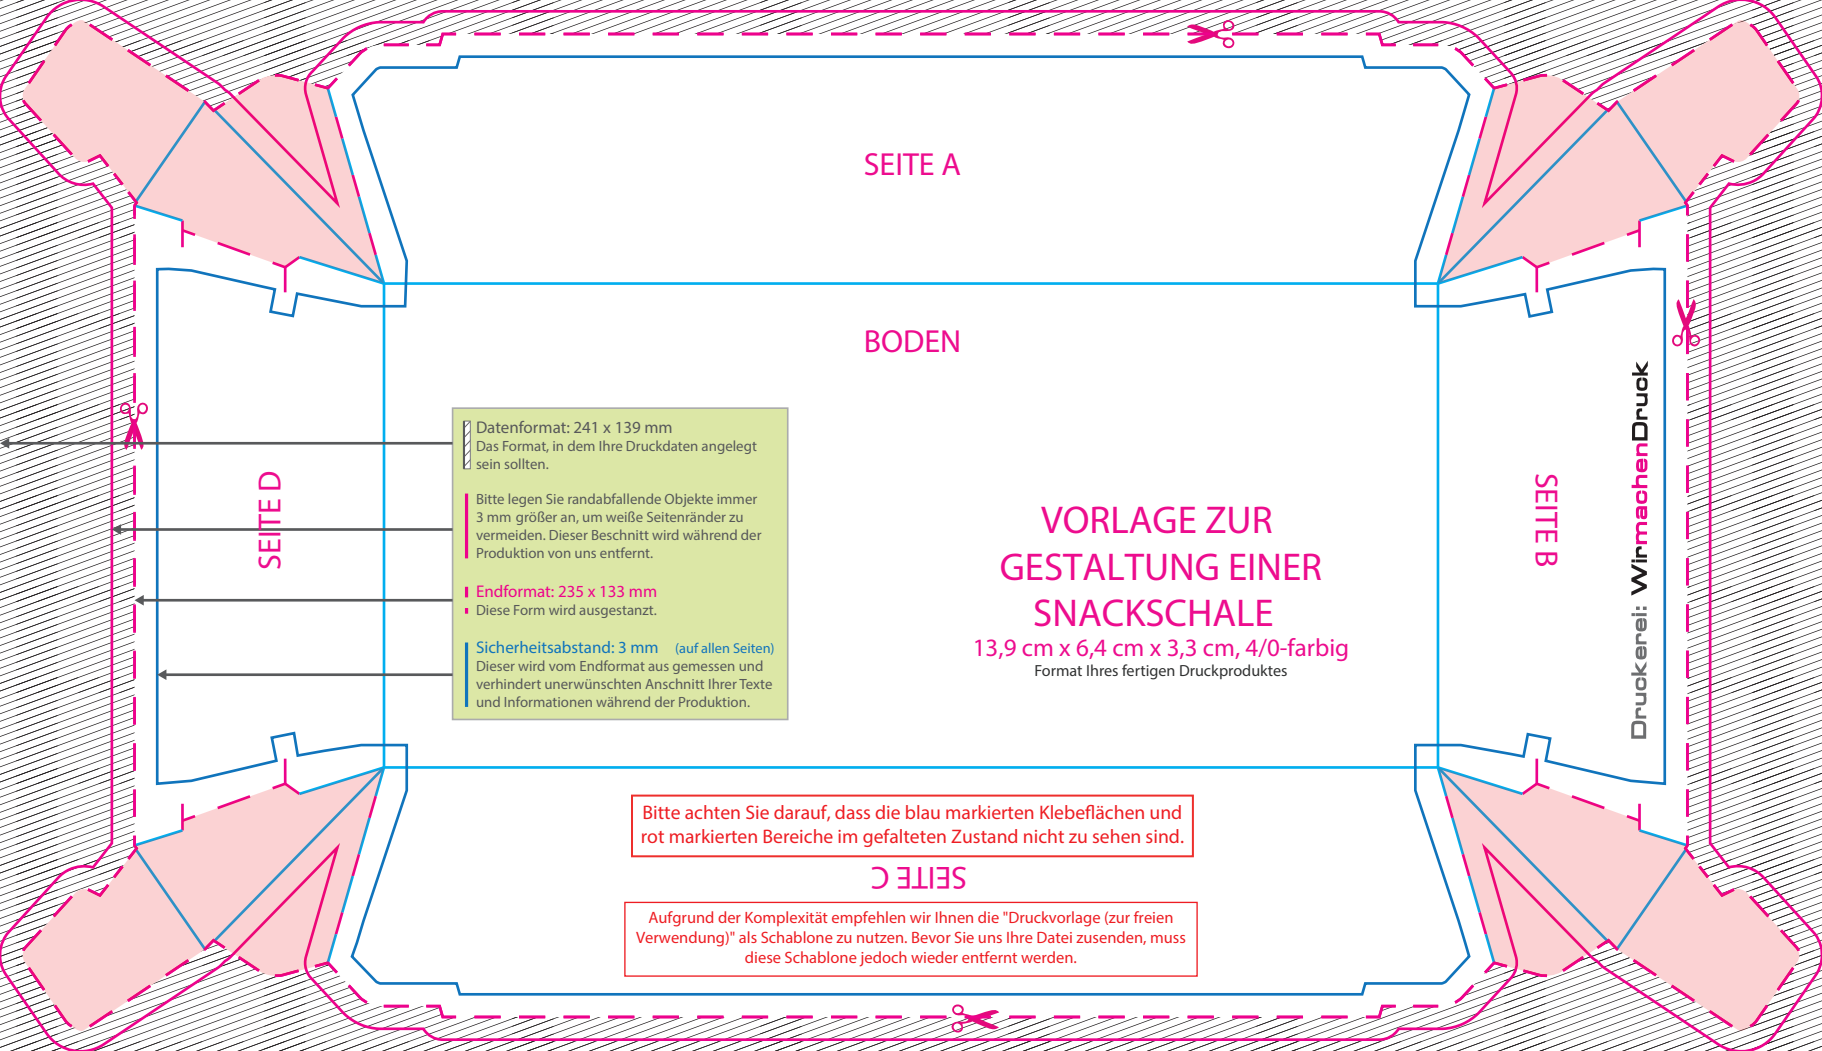 SEITE A
BODEN
SEITE D
Datenformat: 241 x 139 mm
Das Format, in dem Ihre Druckdaten angelegt
sein sollten.
Bitte legen Sie randabfallende Objekte immer
3 mm größer an, um weiße Seitenränder zu
vermeiden. Dieser Beschnitt wird während der
Produktion von uns entfernt.
Endformat: 235 x 133 mm
Diese Form wird ausgestanzt.
Sicherheitsabstand: 3 mm (auf allen Seiten)
Dieser wird vom Endformat aus gemessen und
verhindert unerwünschten Anschnitt Ihrer Texte
und Informationen während der Produktion.
VORLAGE ZUR
GESTALTUNG EINER
SNACKSCHALE
13,9 cm x 6,4 cm x 3,3 cm, 4/0-farbig
Format Ihres fertigen Druckproduktes
SEITE B
Druckerei: WirmachenDruck
Bitte achten Sie darauf, dass die blau markierten Klebeflächen und
rot markierten Bereiche im gefalteten Zustand nicht zu sehen sind.
SEITE C
Aufgrund der Komplexität empfehlen wir Ihnen die "Druckvorlage (zur freien
Verwendung)" als Schablone zu nutzen. Bevor Sie uns Ihre Datei zusenden, muss
diese Schablone jedoch wieder entfernt werden.